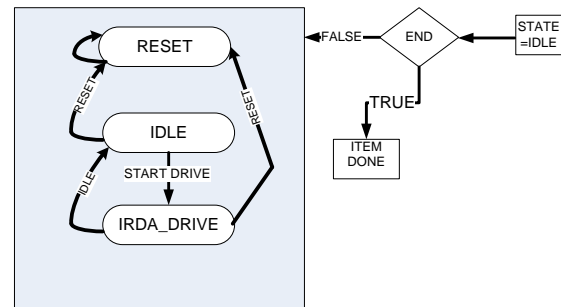 RESET
RESET
RESET
IDLE
START DRIVE
IDLE
IRDA_DRIVE
FALSE
END
STATE
=IDLE
TRUE
ITEM
DONE